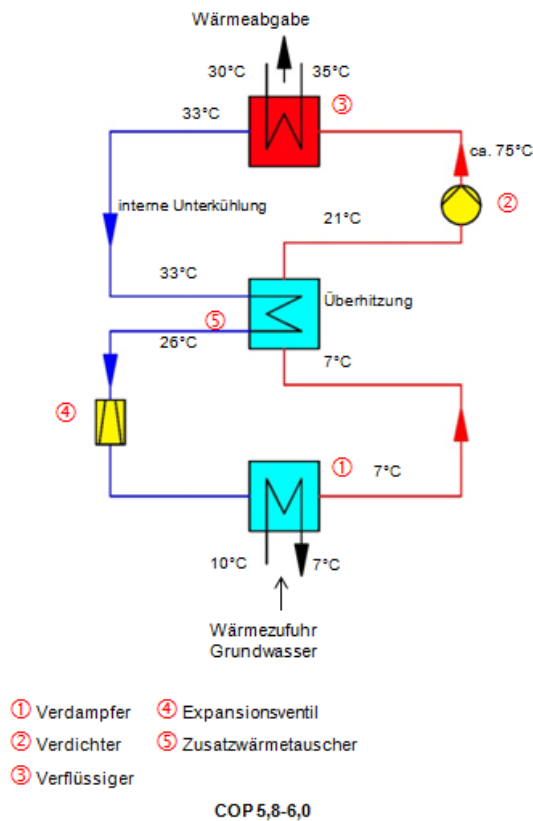 Wärmeabgabe
30°C
35°C
③
33°C
ca. 75°C
②
interne Unterkühlung
21°C
33°C
Überhitzung
⑤
26°C
7°C
④
①
7°C
10°C
7°C
Wärmezufuhr
Grundwasser
① Verdampfer
④ Expansionsventil
② Verdichter
⑤ Zusatzwärmetauscher
③ Verflüssiger
COP 5,8-6,0